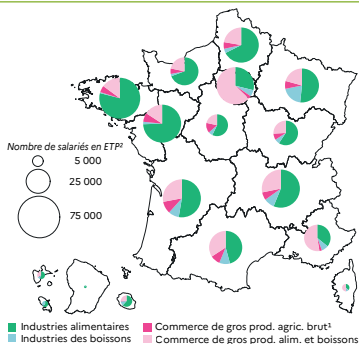 Nombre de salariés en ETP²
5 000
25 000
75 000
Industries alimentaires
Commerce de gros prod. agric. brut¹
Industries des boissons
Commerce de gros prod. alim. et boissons